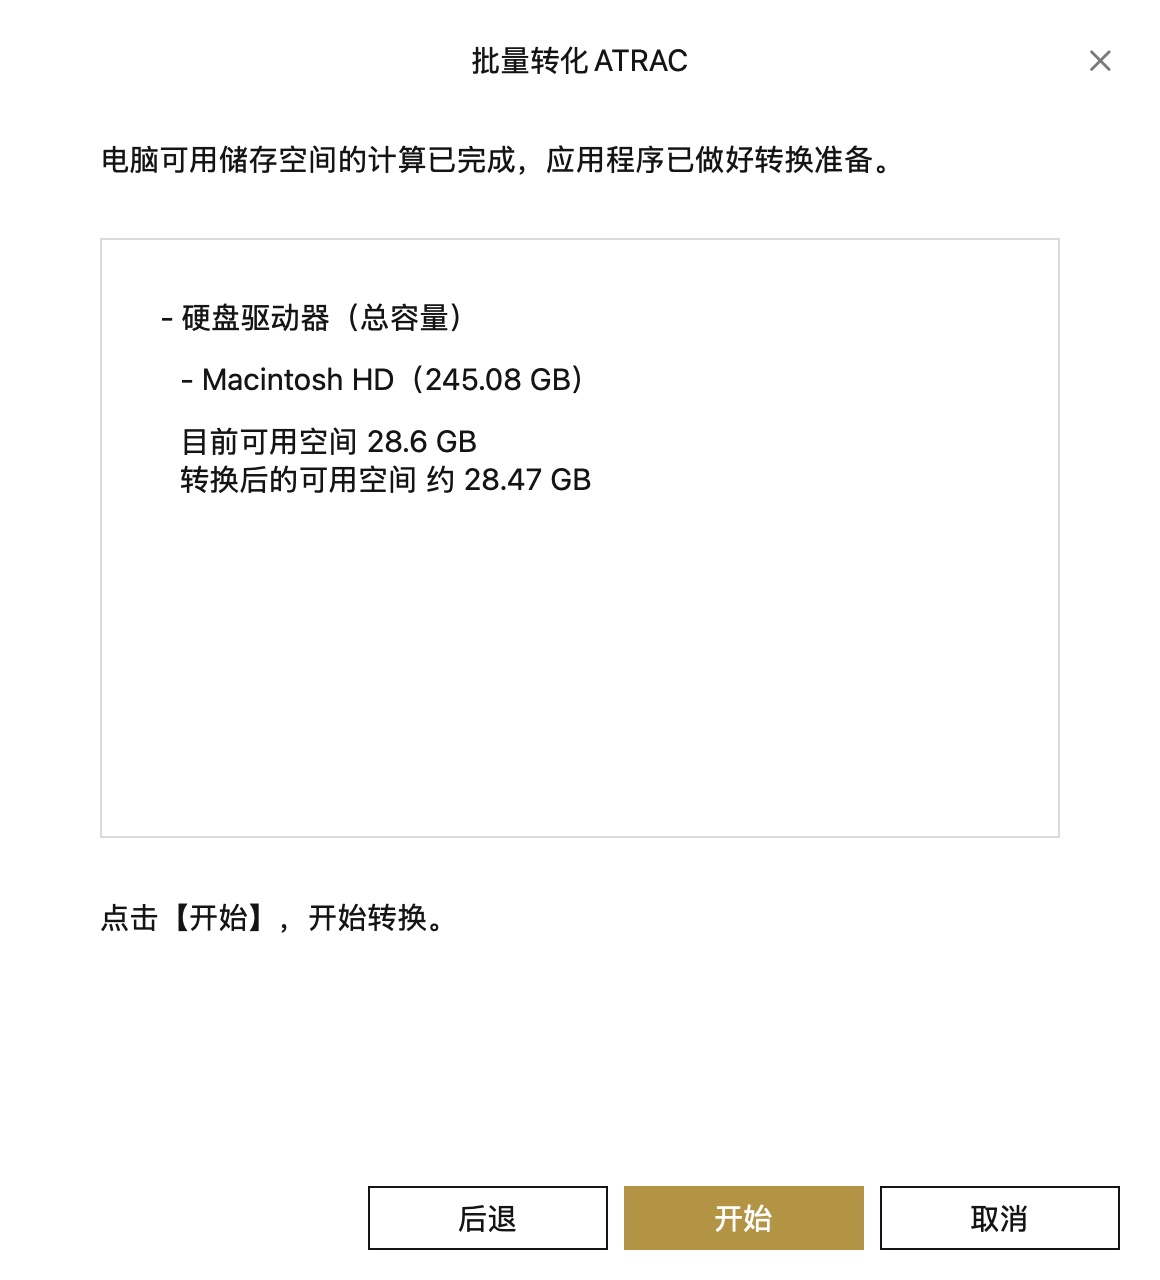 批量转化 ATRAC
电脑可用储存空间的计算已完成，应用程序已做好转换准备。
- 硬盘驱动器（总容量）
- Macintosh HD（245.08 GB）
目前可用空间 28.6 GB
转换后的可用空间 约 28.47 GB
点击【开始】，开始转换。
后退
开始
取消